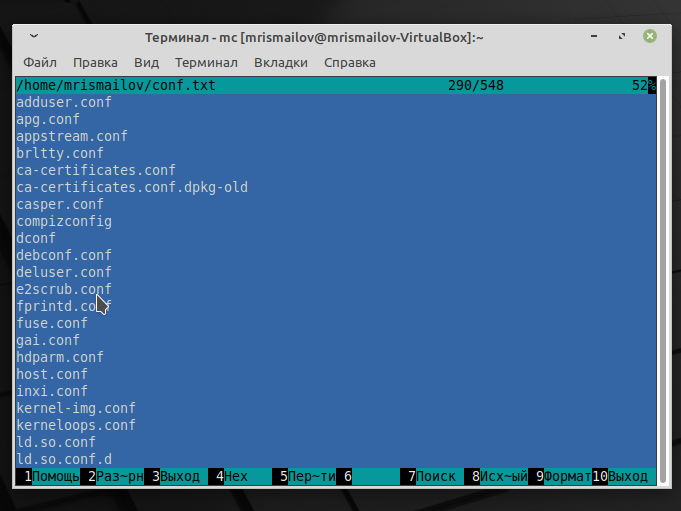 Терминал - mc [mrismailov@mrismailov-VirtualBox]:~
Файл Правка Вид Терминал Вкладки Справка
/home/mrismailov/conf.txt 290/548 52%
adduser.conf
apg.conf
appstream.conf
brltty.conf
ca-certificates.conf
ca-certificates.conf.dpkg-old
casper.conf
compizconfig
dconf
debconf.conf
deluser.conf
e2scrub.conf
fprintd.conf
fuse.conf
gai.conf
hdparm.conf
host.conf
inxi.conf
kernel-img.conf
kerneloops.conf
ld.so.conf
ld.so.conf.d
1Помощь 2Раз~рн 3Выход 4Hex 5Пер~ти 6 7Поиск 8Исх~ый 9Формат 10Выход